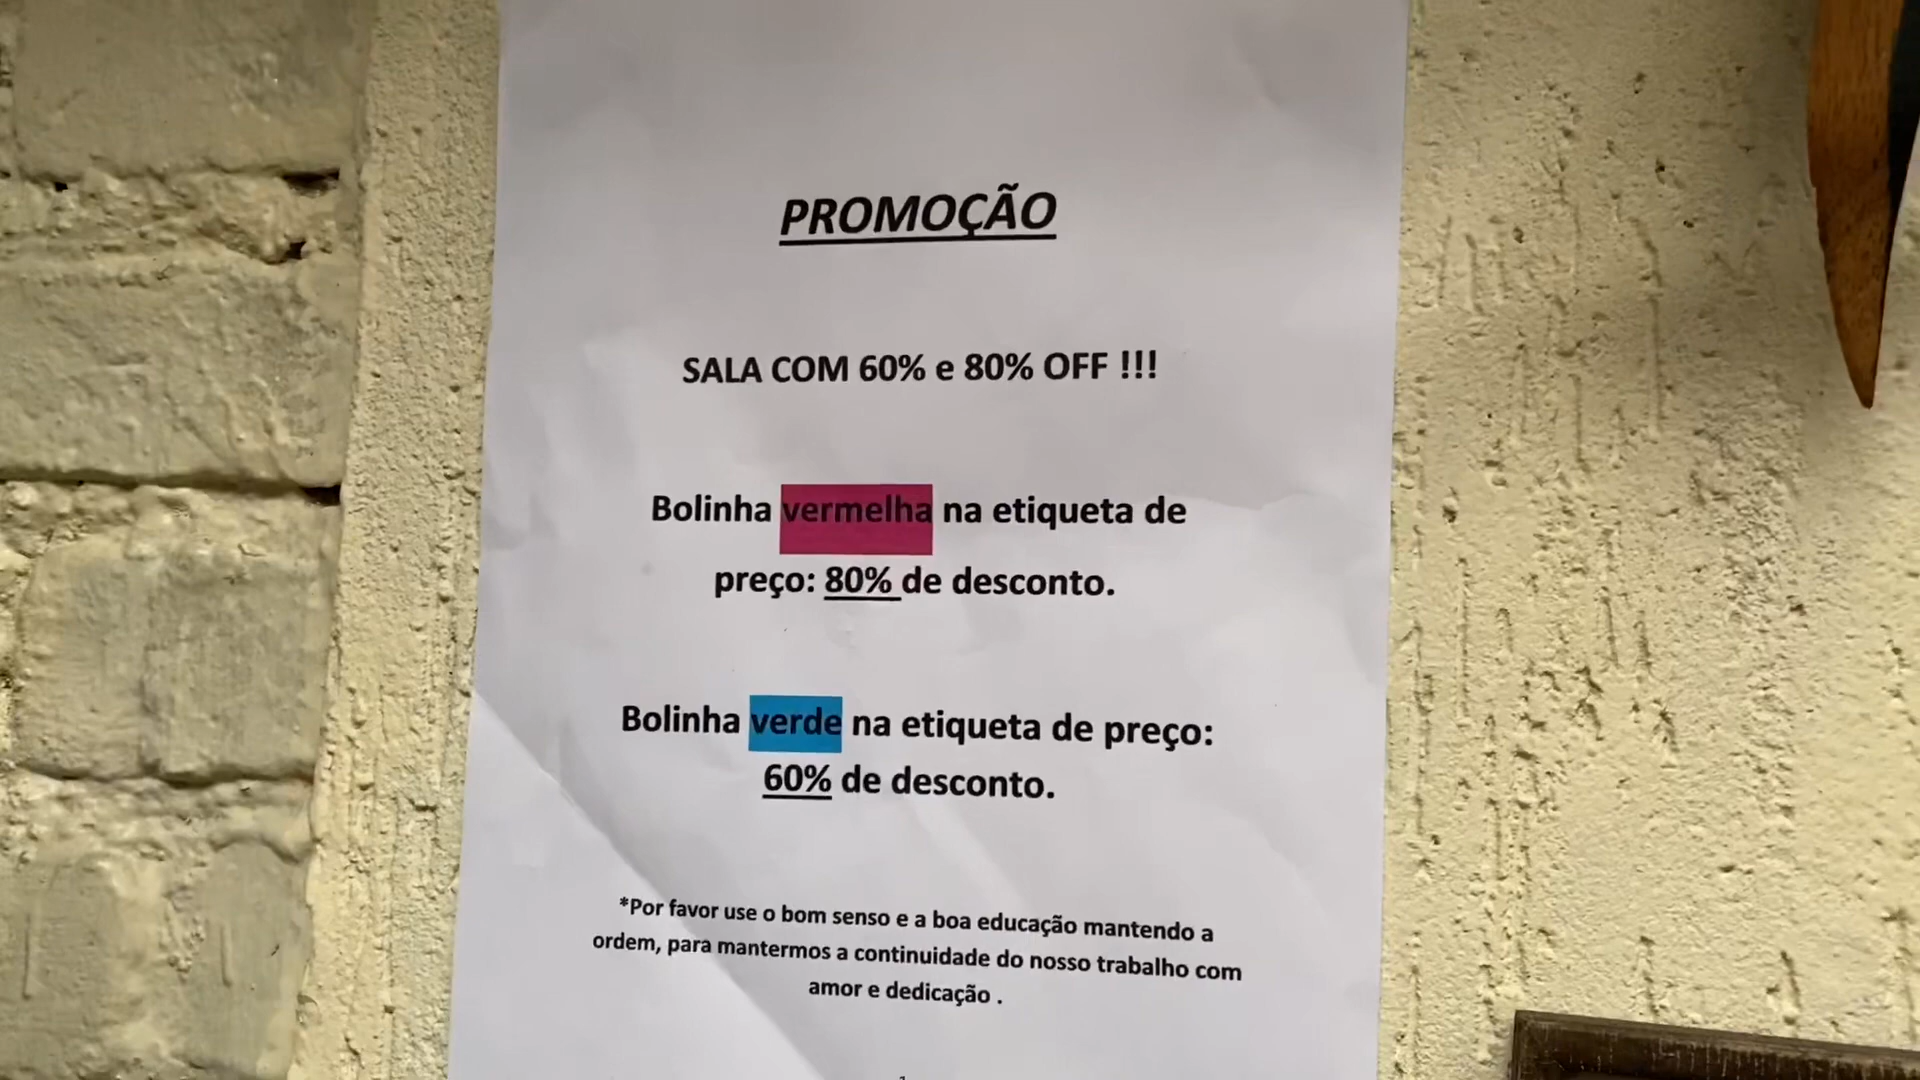 PROMOÇÃO
SALA COM 60% e 80% OFF !!!
Bolinha vermelha na etiqueta de
preço: 80% de desconto.
Bolinha verde na etiqueta de preço:
60% de desconto.
*Por favor use o bom senso e a boa educação mantendo a
ordem, para mantermos a continuidade do nosso trabalho com
amor e dedicação .